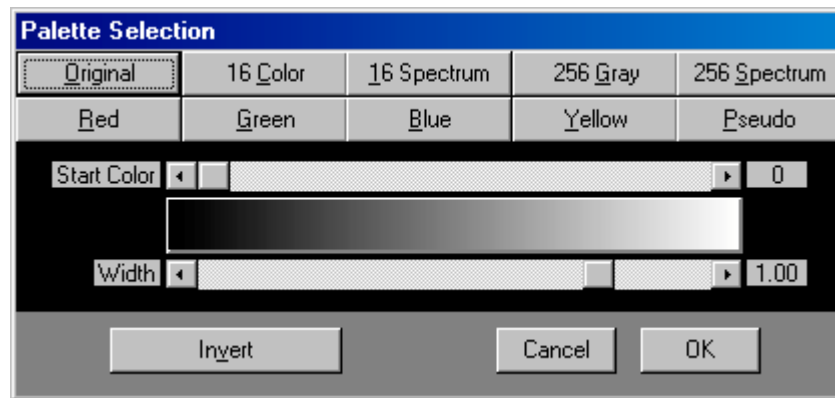 Palette Selection
Original 16 Color 16 Spectrum 256 Gray 256 Spectrum
Red Green Blue Yellow Pseudo
Start Color 0
Width 1.00
Invert Cancel OK